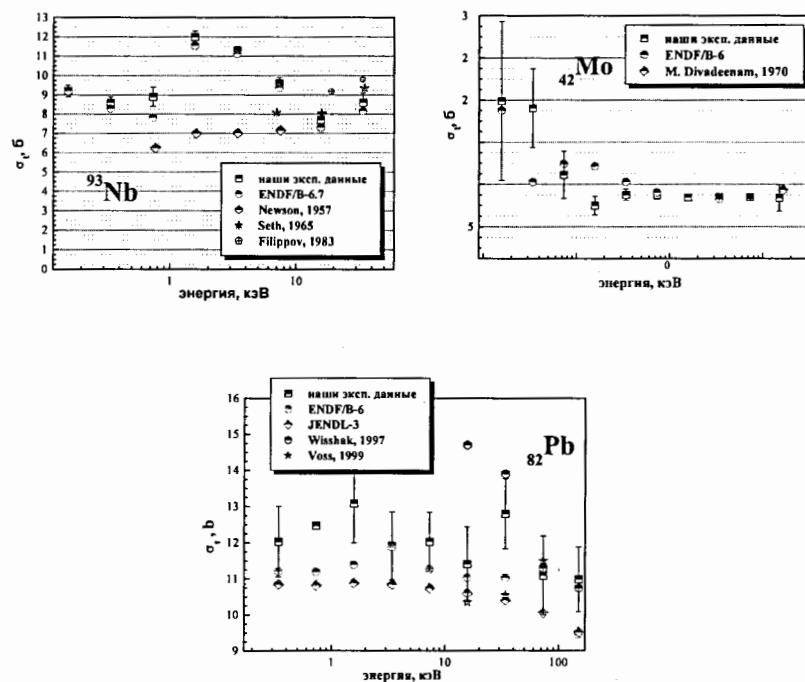 13
12
11
10
9
8
7
6
5
4
3
2
1
0
σt, б
93Nb
наши эксп. данные
ENDF/B-6.7
Newson, 1957
Seth, 1965
Filippov, 1983
1
10
энергия, кэВ
3
2
2
5
σt, б
42Mo
наши эксп. данные
ENDF/B-6
M. Divadeenam, 1970
0
энергия, кэВ
16
15
14
13
12
11
10
9
σt, b
наши эксп. данные
ENDF/B-6
JENDL-3
Wisshak, 1997
Voss, 1999
82Pb
1
10
100
энергия, кэВ